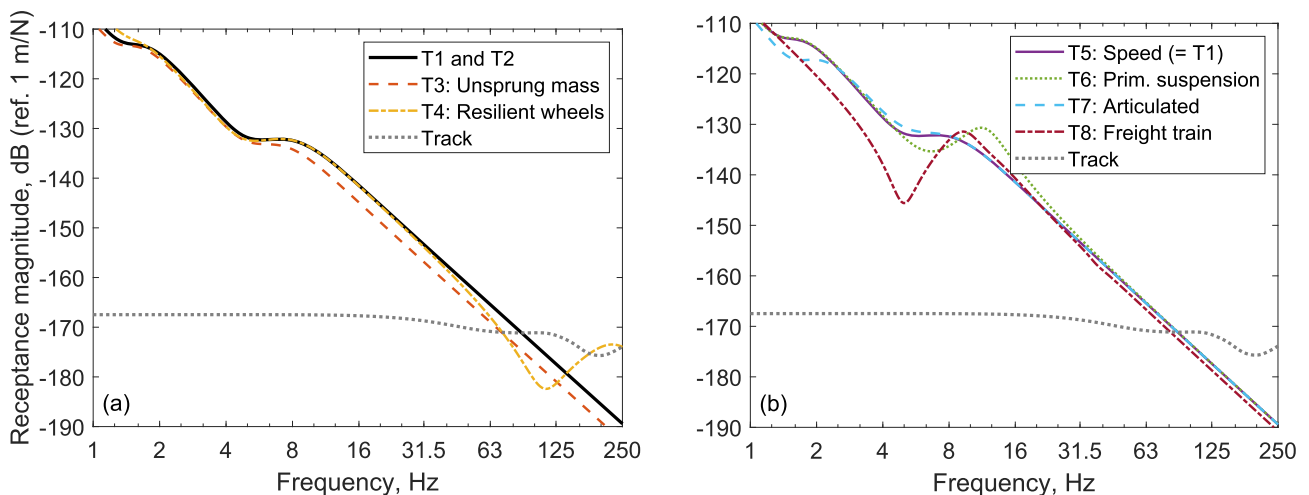 Receptance magnitude, dB (ref. 1 m/N)
-110
-120
-130
-140
-150
-160
-170
-180
-190
T1 and T2
T3: Unsprung mass
T4: Resilient wheels
Track
(a)
1 2 4 8 16 31.5 63 125 250
Frequency, Hz
-110
-120
-130
-140
-150
-160
-170
-180
-190
T5: Speed (= T1)
T6: Prim. suspension
T7: Articulated
T8: Freight train
Track
(b)
1 2 4 8 16 31.5 63 125 250
Frequency, Hz